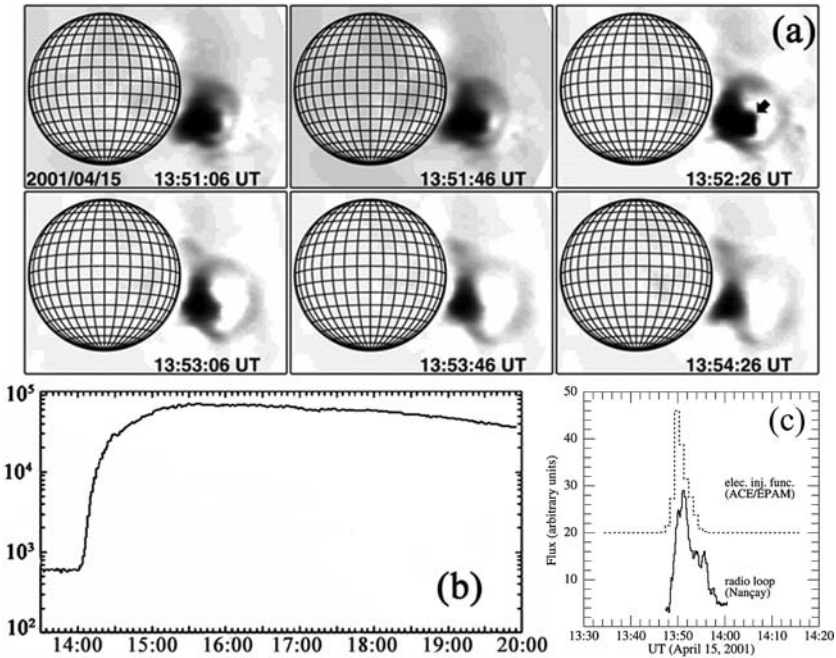 (a)
2001/04/15 13:51:06 UT
13:51:46 UT
13:52:26 UT
13:53:06 UT
13:53:46 UT
13:54:26 UT
10^5
10^4
10^3
10^2
14:00 15:00 16:00 17:00 18:00 19:00 20:00
(b)
50
40
30
20
10
Flux (arbitrary units)
(c)
elec. inj. func.
(ACE/EPAM)
radio loop
(Nançay)
13:30 13:40 13:50 14:00 14:10 14:20
UT (April 15, 2001)